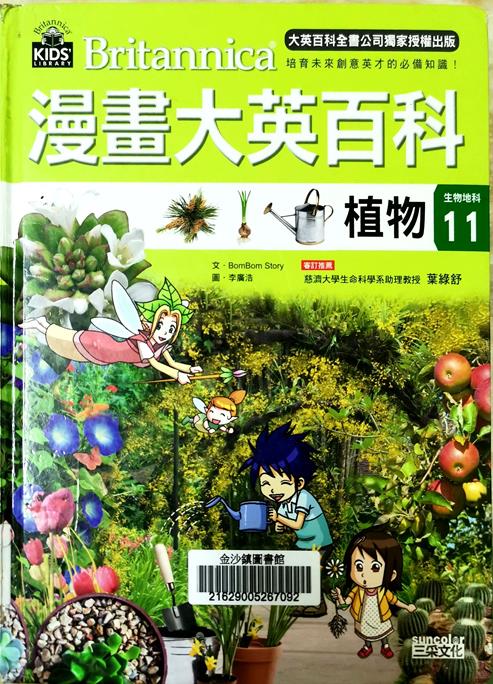 Britannica
KIDS'
LIBRARY
Britannica®
大英百科全書公司獨家授權出版
培育未來創意英才的必備知識！
漫畫大英百科
植物
生物地科
11
文・BomBom Story
圖・李廣浩
審訂推薦
慈濟大學生命科學系助理教授 葉綠舒
金沙鎮圖書館
21629005267092
suncolor
三采文化